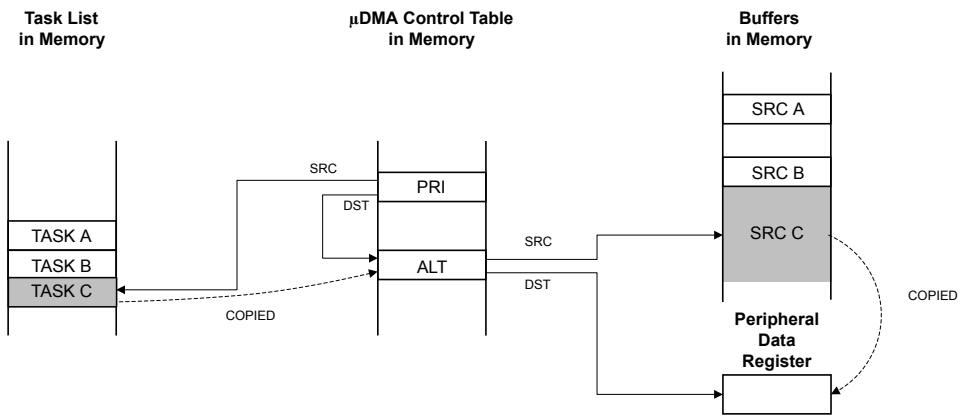 Task List
in Memory
μDMA Control Table
in Memory
Buffers
in Memory
SRC A
SRC
PRI
SRC B
DST
TASK A
SRC C
SRC
TASK B
ALT
DST
TASK C
COPIED
COPIED
Peripheral
Data
Register